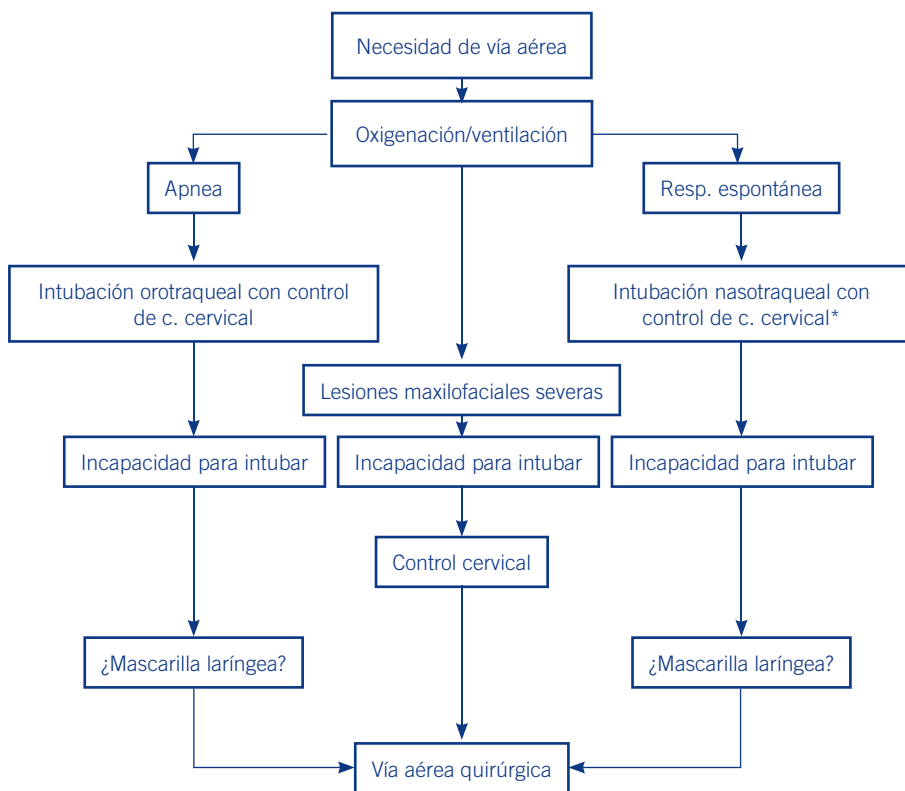 Necesidad de vía aérea
Oxigenación/ventilación
Apnea
Resp. espontánea
Intubación orotraqueal con control
de c. cervical
Intubación nasotraqueal con
control de c. cervical*
Lesiones maxilofaciales severas
Incapacidad para intubar
Incapacidad para intubar
Incapacidad para intubar
Control cervical
¿Mascarilla laríngea?
¿Mascarilla laríngea?
Vía aérea quirúrgica